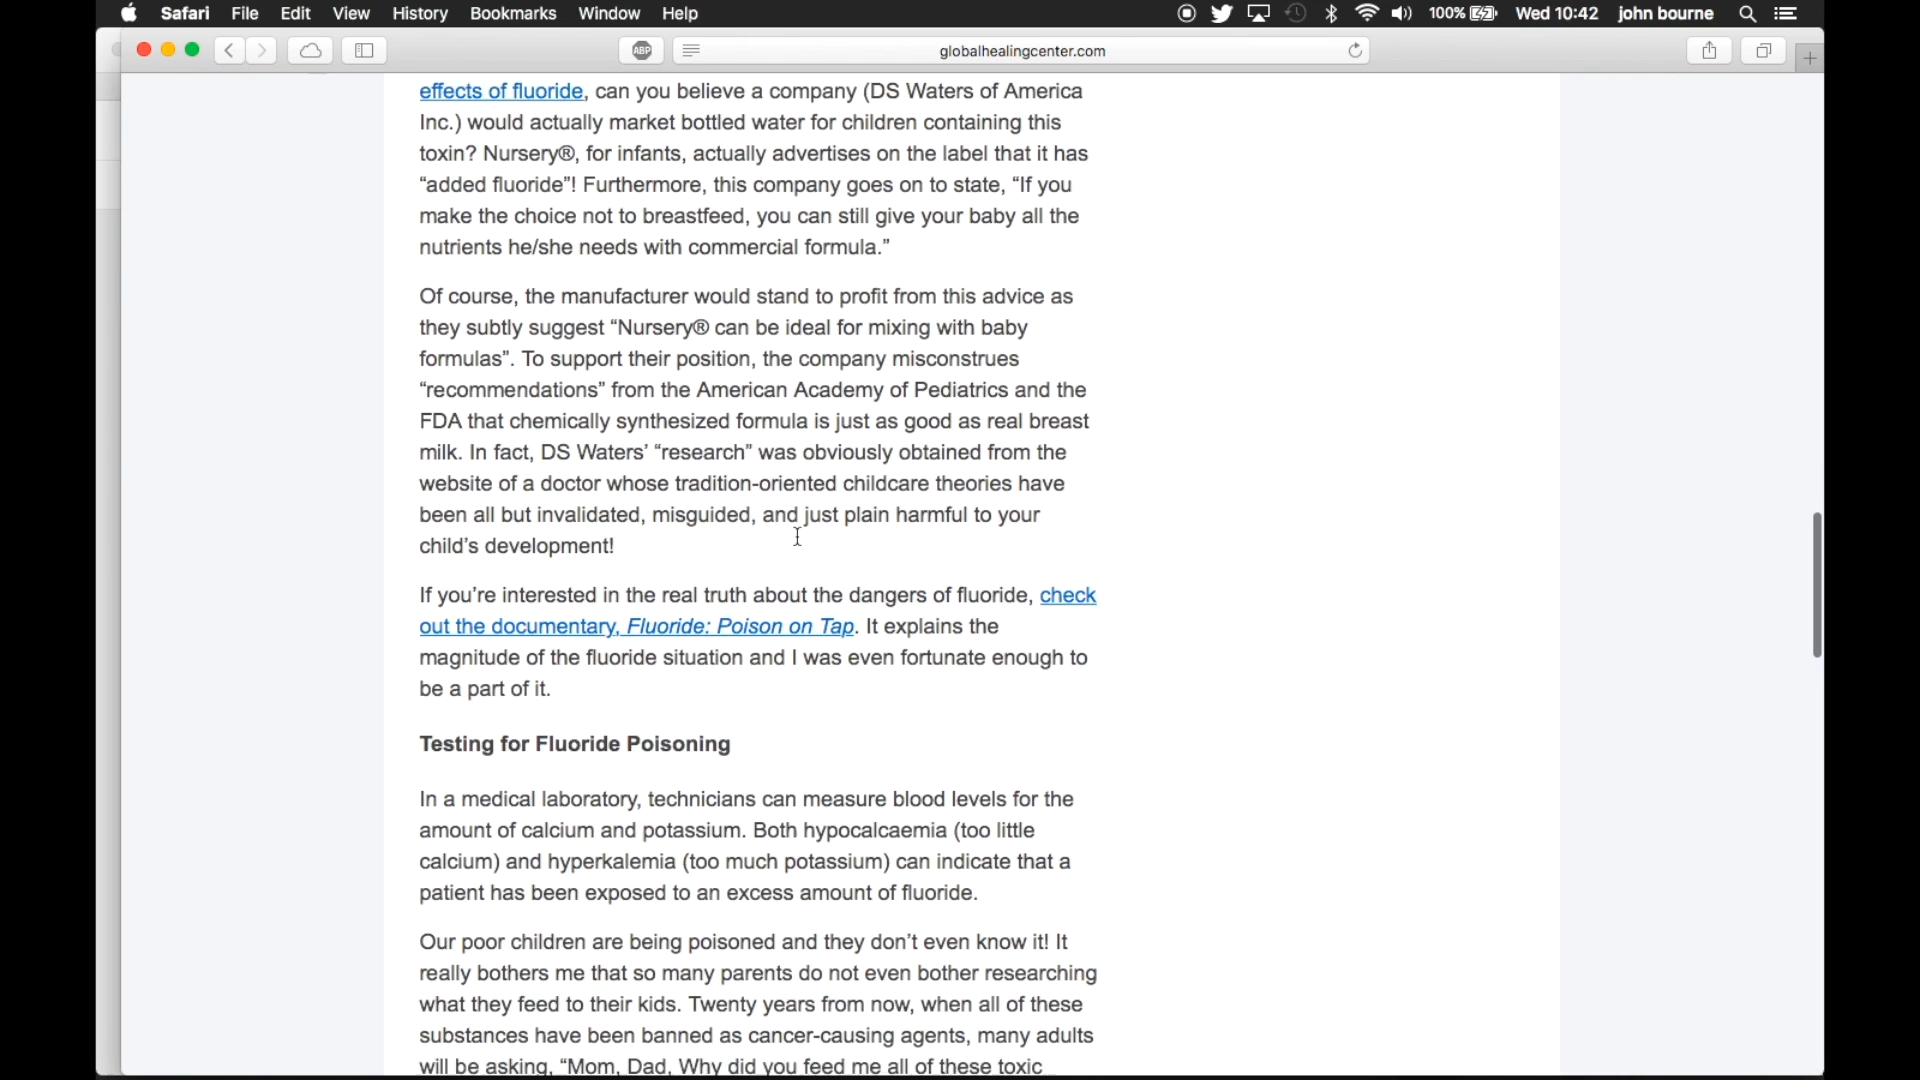 Safari File Edit View History Bookmarks Window Help 100% Wed 10:42 john bourne
ABP globalhealingcenter.com
effects of fluoride, can you believe a company (DS Waters of America
Inc.) would actually market bottled water for children containing this
toxin? Nursery®, for infants, actually advertises on the label that it has
“added fluoride”! Furthermore, this company goes on to state, “If you
make the choice not to breastfeed, you can still give your baby all the
nutrients he/she needs with commercial formula.”
Of course, the manufacturer would stand to profit from this advice as
they subtly suggest “Nursery® can be ideal for mixing with baby
formulas”. To support their position, the company misconstrues
“recommendations” from the American Academy of Pediatrics and the
FDA that chemically synthesized formula is just as good as real breast
milk. In fact, DS Waters’ “research” was obviously obtained from the
website of a doctor whose tradition-oriented childcare theories have
been all but invalidated, misguided, and just plain harmful to your
child’s development!
If you’re interested in the real truth about the dangers of fluoride, check
out the documentary, Fluoride: Poison on Tap. It explains the
magnitude of the fluoride situation and I was even fortunate enough to
be a part of it.
Testing for Fluoride Poisoning
In a medical laboratory, technicians can measure blood levels for the
amount of calcium and potassium. Both hypocalcaemia (too little
calcium) and hyperkalemia (too much potassium) can indicate that a
patient has been exposed to an excess amount of fluoride.
Our poor children are being poisoned and they don’t even know it! It
really bothers me that so many parents do not even bother researching
what they feed to their kids. Twenty years from now, when all of these
substances have been banned as cancer-causing agents, many adults
will be asking, “Mom, Dad, Why did you feed me all of these toxic